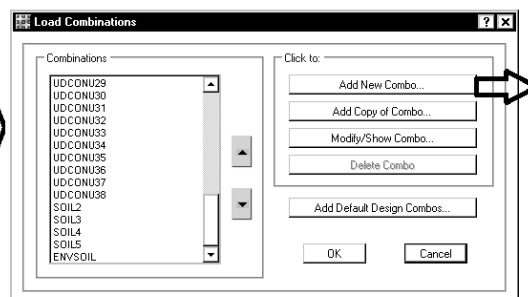 Load Combinations
Combinations
UDCONU29
UDCONU30
UDCONU31
UDCONU32
UDCONU33
UDCONU34
UDCONU35
UDCONU36
UDCONU37
UDCONU38
SOIL2
SOIL3
SOIL4
SOIL5
ENVSOIL
Click to:
Add New Combo...
Add Copy of Combo...
Modify/Show Combo...
Delete Combo
Add Default Design Combos...
OK
Cancel